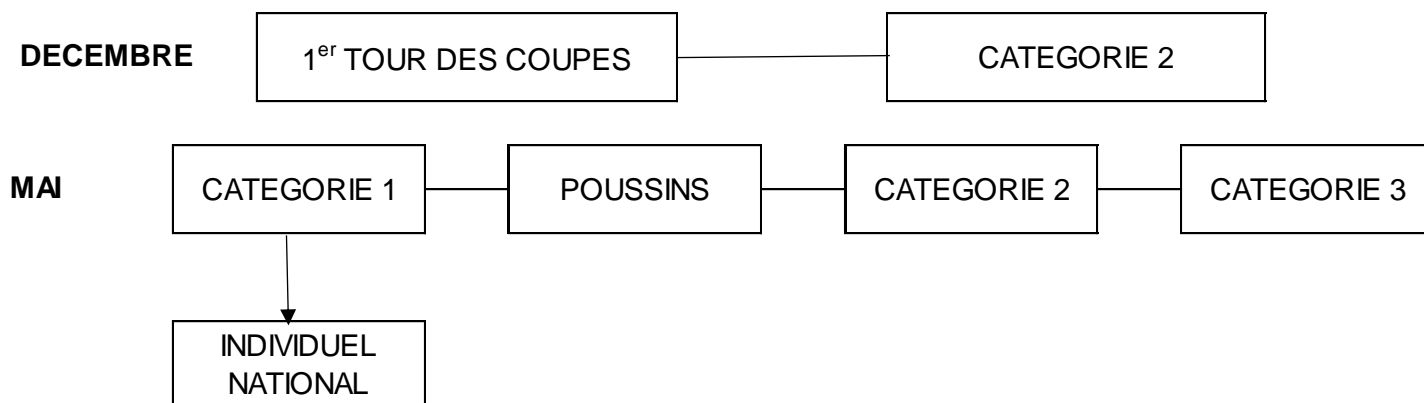 DECEMBRE 1er TOUR DES COUPES CATEGORIE 2
MAI CATEGORIE 1 POUSSINS CATEGORIE 2 CATEGORIE 3
INDIVIDUEL
NATIONAL